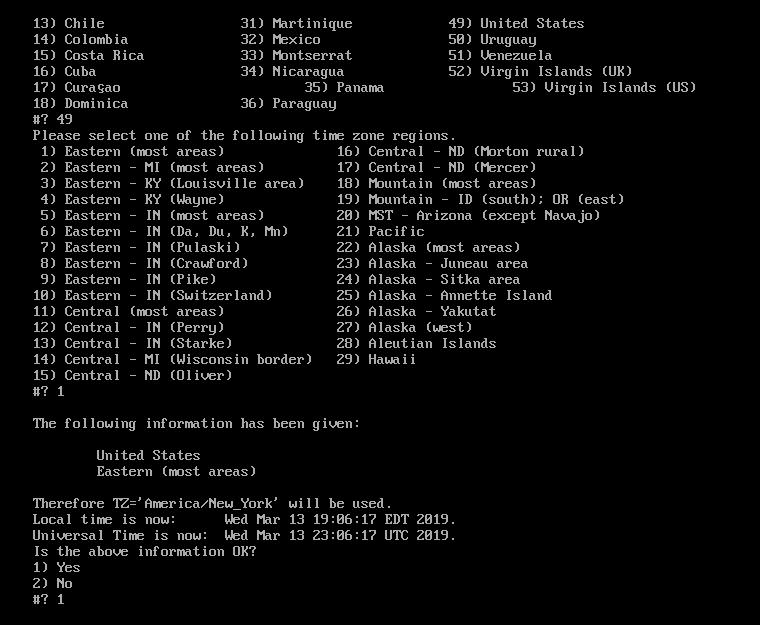 13) Chile 31) Martinique 49) United States
14) Colombia 32) Mexico 50) Uruguay
15) Costa Rica 33) Montserrat 51) Venezuela
16) Cuba 34) Nicaragua 52) Virgin Islands (UK)
17) Curaçao 35) Panama 53) Virgin Islands (US)
18) Dominica 36) Paraguay
#? 49
Please select one of the following time zone regions.
1) Eastern (most areas) 16) Central - ND (Morton rural)
2) Eastern - MI (most areas) 17) Central - ND (Mercer)
3) Eastern - KY (Louisville area) 18) Mountain (most areas)
4) Eastern - KY (Wayne) 19) Mountain - ID (south); OR (east)
5) Eastern - IN (most areas) 20) MST - Arizona (except Navajo)
6) Eastern - IN (Da, Du, K, Mn) 21) Pacific
7) Eastern - IN (Pulaski) 22) Alaska (most areas)
8) Eastern - IN (Crawford) 23) Alaska - Juneau area
9) Eastern - IN (Pike) 24) Alaska - Sitka area
10) Eastern - IN (Switzerland) 25) Alaska - Annette Island
11) Central (most areas) 26) Alaska - Yakutat
12) Central - IN (Perry) 27) Alaska (west)
13) Central - IN (Starke) 28) Aleutian Islands
14) Central - MI (Wisconsin border) 29) Hawaii
15) Central - ND (Oliver)
#? 1
The following information has been given:
United States
Eastern (most areas)
Therefore TZ='America/New_York' will be used.
Local time is now: Wed Mar 13 19:06:17 EDT 2019.
Universal Time is now: Wed Mar 13 23:06:17 UTC 2019.
Is the above information OK?
1) Yes
2) No
#? 1